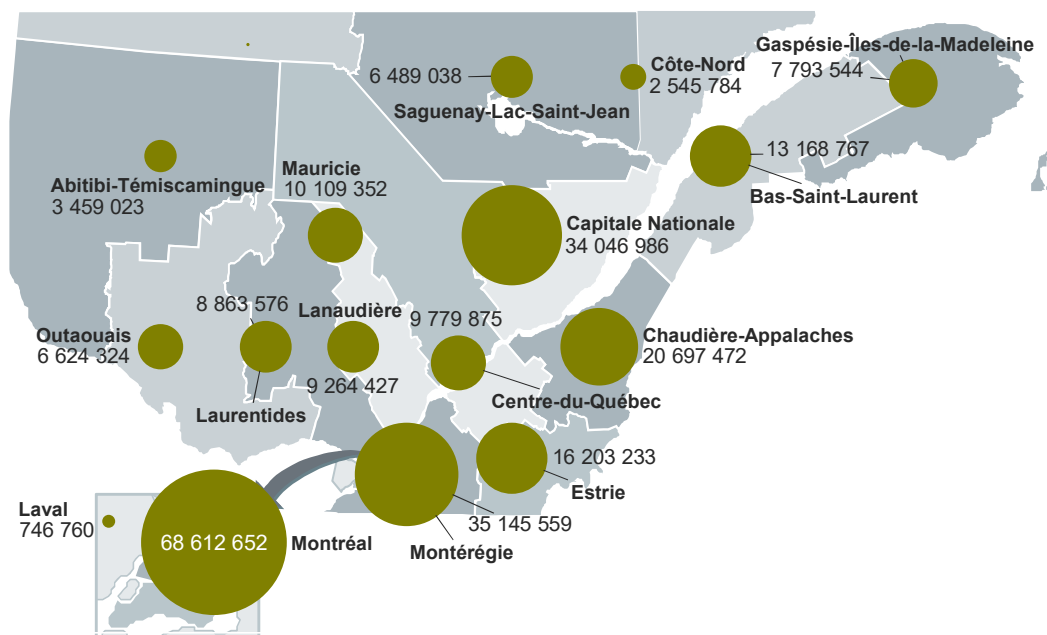 Gaspésie-Îles-de-la-Madeleine
7 793 544
Côte-Nord
2 545 784
6 489 038
Saguenay-Lac-Saint-Jean
13 168 767
Bas-Saint-Laurent
Abitibi-Témiscamingue
3 459 023
Mauricie
10 109 352
Capitale Nationale
34 046 986
8 863 576
Laurentides
Lanaudière
9 264 427
9 779 875
Centre-du-Québec
Outaouais
6 624 324
Chaudière-Appalaches
20 697 472
16 203 233
Estrie
35 145 559
Montérégie
Laval
746 760
68 612 652
Montréal